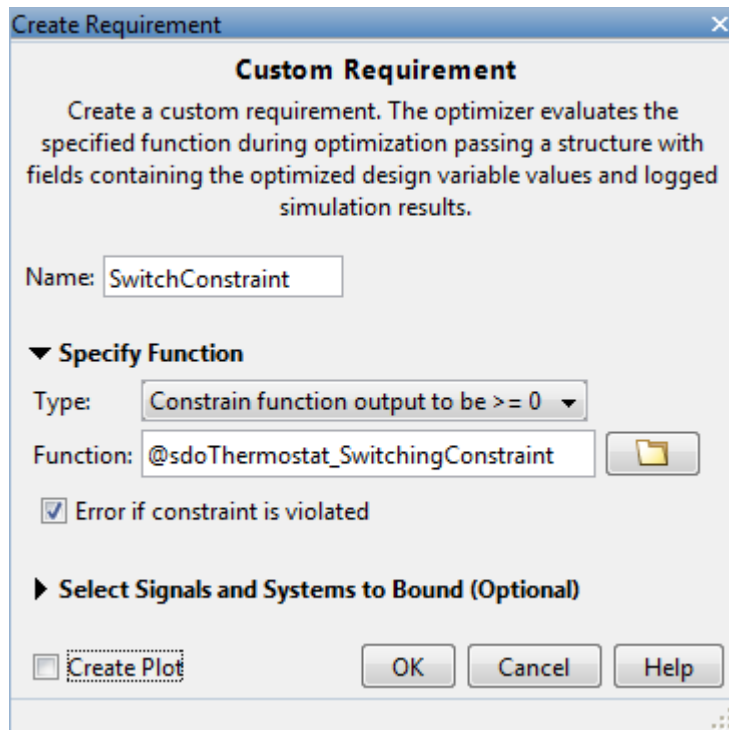 Create Requirement
Custom Requirement
Create a custom requirement. The optimizer evaluates the
specified function during optimization passing a structure with
fields containing the optimized design variable values and logged
simulation results.
Name: SwitchConstraint
Specify Function
Type: Constrain function output to be >= 0
Function: @sdoThermostat_SwitchingConstraint
Error if constraint is violated
Select Signals and Systems to Bound (Optional)
Create Plot OK Cancel Help